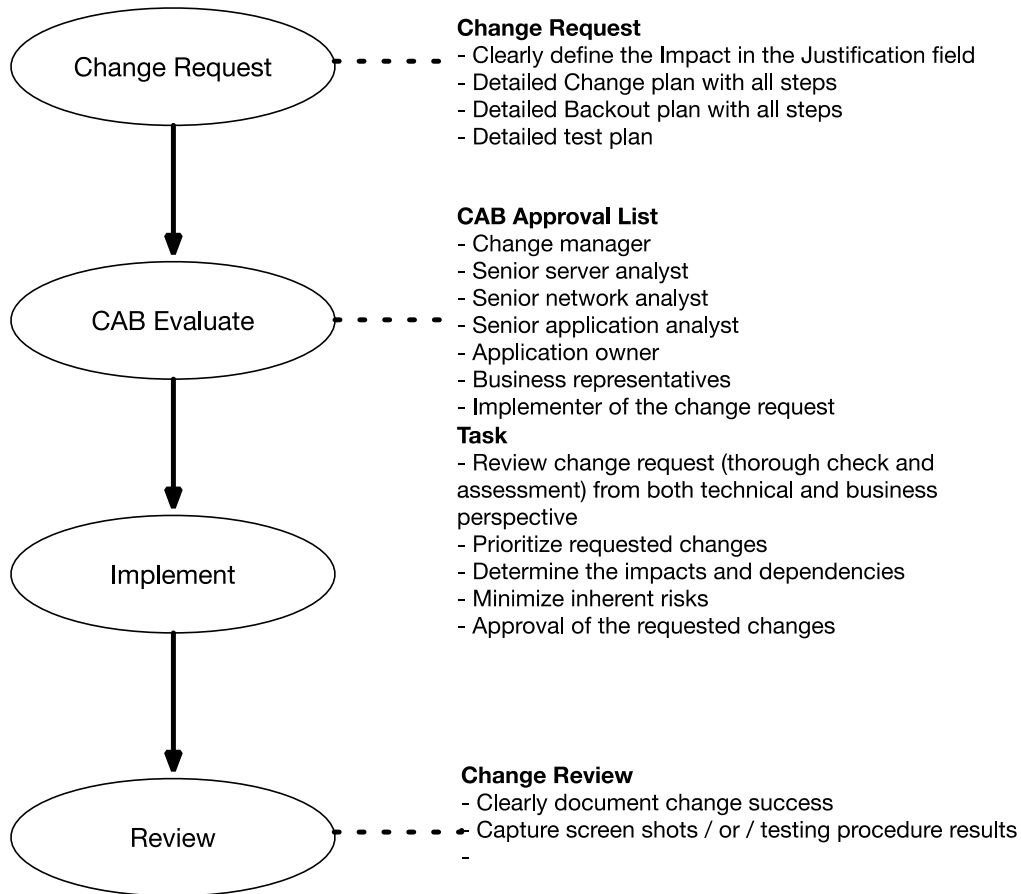 Change Request
Change Request
- Clearly define the Impact in the Justification field
- Detailed Change plan with all steps
- Detailed Backout plan with all steps
- Detailed test plan
CAB Evaluate
CAB Approval List
- Change manager
- Senior server analyst
- Senior network analyst
- Senior application analyst
- Application owner
- Business representatives
- Implementer of the change request
Task
- Review change request (thorough check and
assessment) from both technical and business
perspective
- Prioritize requested changes
- Determine the impacts and dependencies
- Minimize inherent risks
- Approval of the requested changes
Implement
Review
Change Review
- Clearly document change success
- Capture screen shots / or / testing procedure results
-